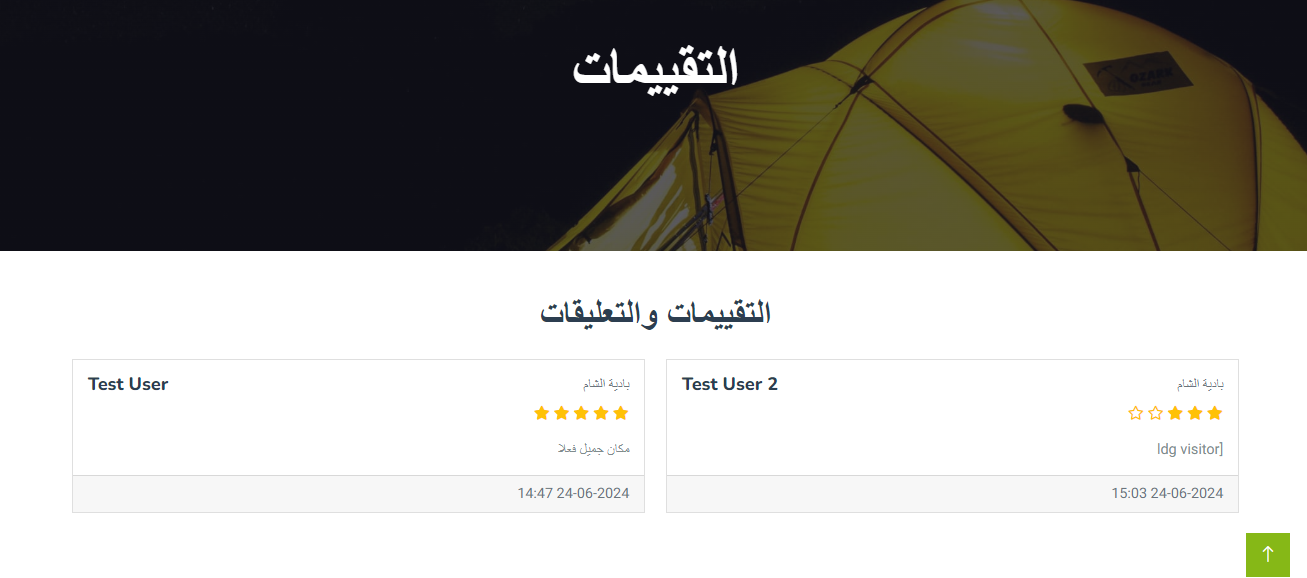 التقييمات
OZARK
التقييمات والتعليقات
Test User 2
بادية الشام
ldg visitor]
15:03 24-06-2024
Test User
بادية الشام
مكان جميل فعلا
14:47 24-06-2024